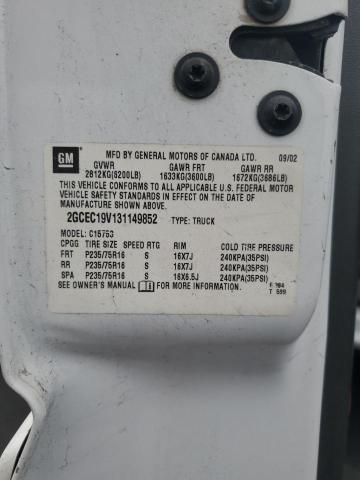 GM
MFD BY GENERAL MOTORS OF CANADA LTD. 09/02
GVWR GAWR FRT GAWR RR
2812KG(6200LB) 1633KG(3600LB) 1672KG(3686LB)
THIS VEHICLE CONFORMS TO ALL APPLICABLE U.S. FEDERAL MOTOR
VEHICLE SAFETY STANDARDS IN EFFECT ON THE DATE OF
MANUFACTURE SHOWN ABOVE.
2GCEC19V131149852 TYPE: TRUCK
MODEL: C15753
CPGG TIRE SIZE SPEED RTG RIM COLD TIRE PRESSURE
FRT P235/75R16 S 16X7J 240KPA(35PSI)
RR P235/75R16 S 16X7J 240KPA(35PSI)
SPA P235/75R16 S 16X6.5J 240KPA(35PSI)
SEE OWNER'S MANUAL FOR MORE INFORMATION.
T 599